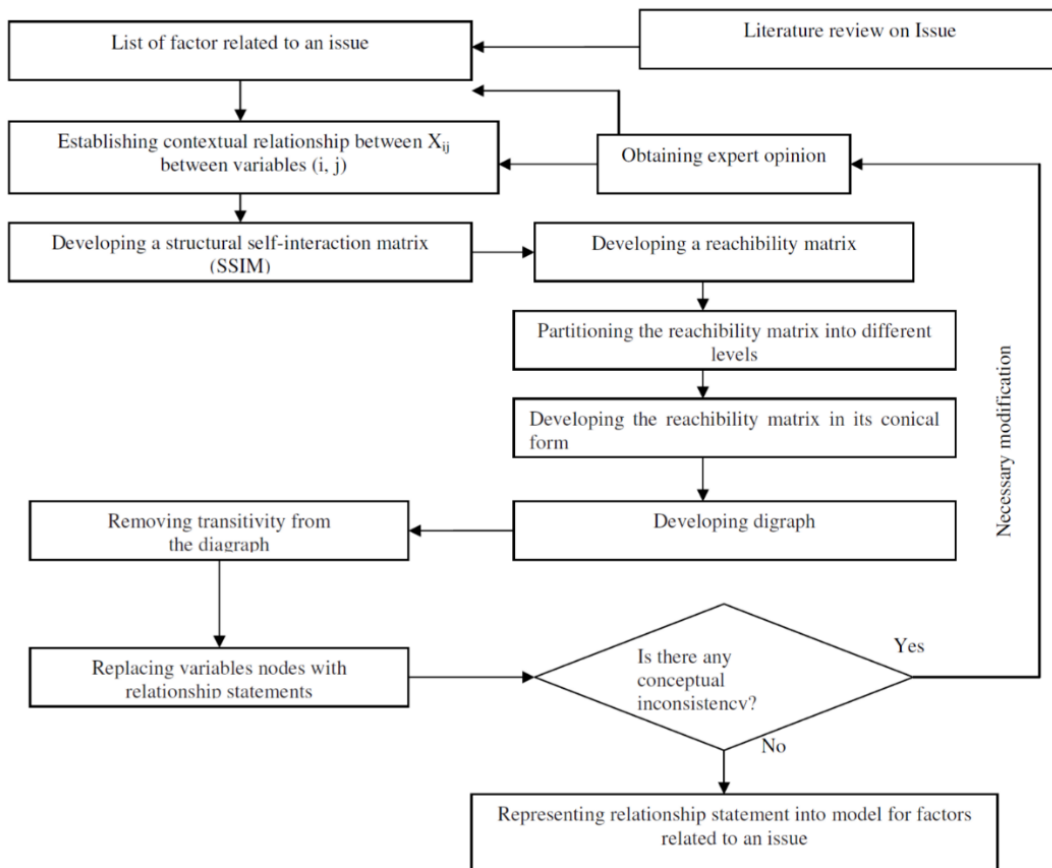 List of factor related to an issue
Literature review on Issue
Establishing contextual relationship between X_ij
between variables (i, j)
Obtaining expert opinion
Developing a structural self-interaction matrix
(SSIM)
Developing a reachibility matrix
Partitioning the reachibility matrix into different
levels
Developing the reachibility matrix in its conical
form
Necessary modification
Developing digraph
Removing transitivity from
the diagraph
Replacing variables nodes with
relationship statements
Is there any
conceptual
inconsistency?
Yes
No
Representing relationship statement into model for factors
related to an issue